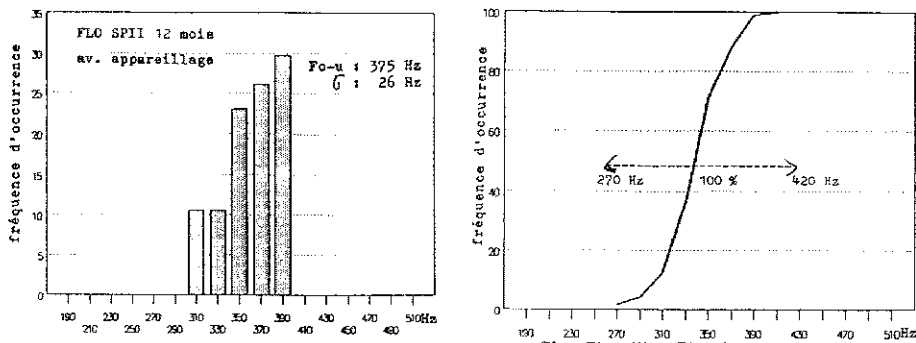 FLO SPII 12 mois
av. appareillage
Fo-u : 375 Hz
σ : 26 Hz
fréquence d'occurrence
35
30
25
20
15
10
5
0
190 230 270 310 350 390 430 470 510Hz
210 250 290 330 370 410 450 490
fréquence d'occurrence
100
80
60
40
20
0
270 Hz 100 % 420 Hz
190 230 270 310 350 390 430 470 510Hz